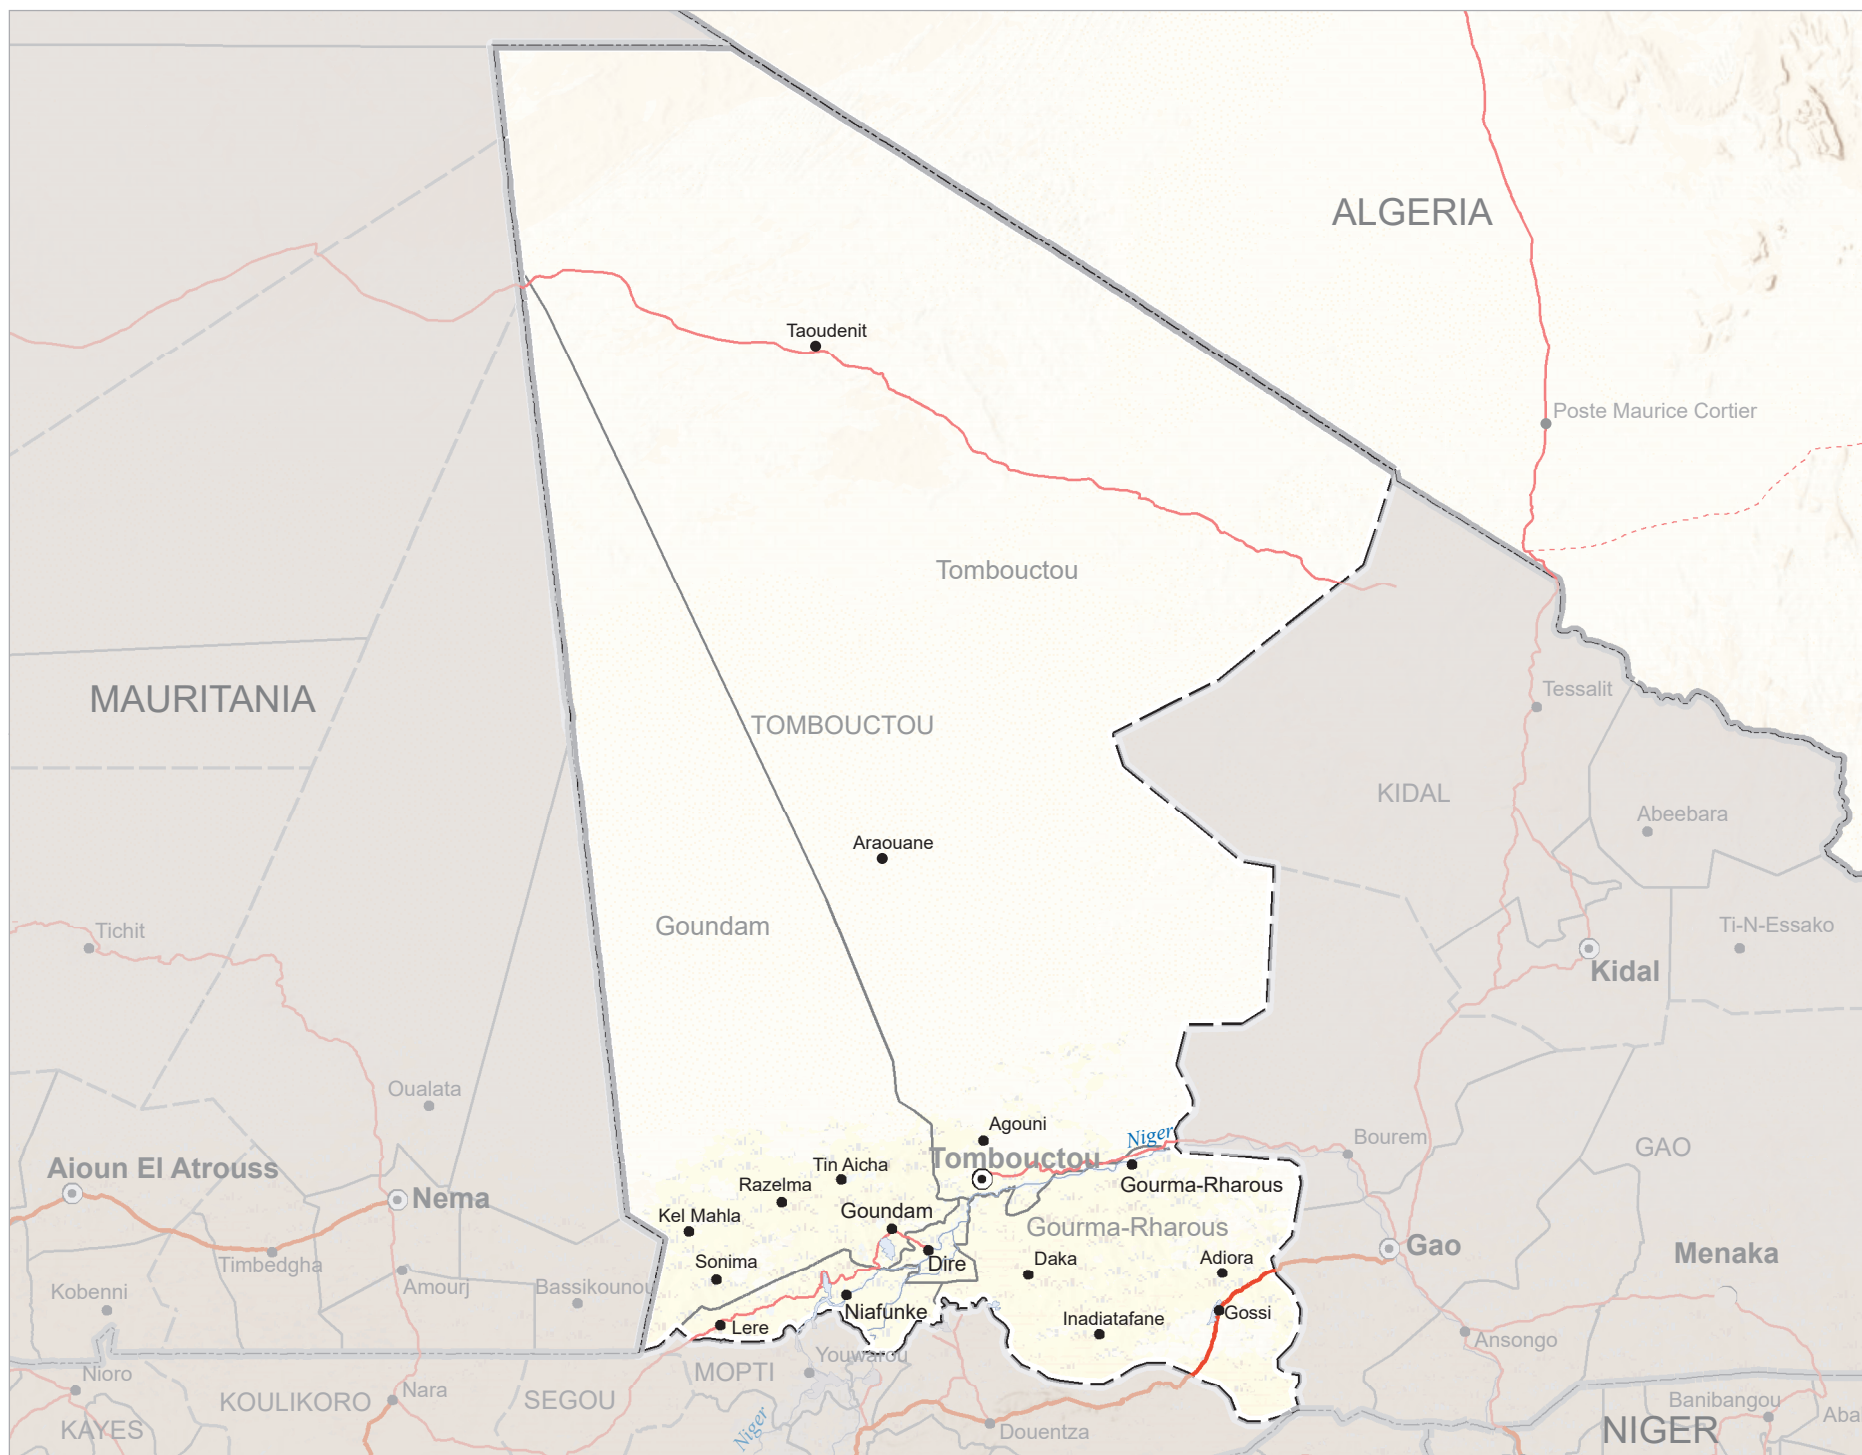 ALGERIA
Taoudenit
Poste Maurice Cortier
Tombouctou
MAURITANIA
Tessalit
TOMBOUCTOU
KIDAL
Abeebara
Araouane
Goundam
Tichit
Ti-N-Essako
Kidal
Oualata
Agouni
Niger
Bourem
GAO
Tombouctou
Aioun El Atrouss
Tin Aicha
Nema
Razelma
Gourma-Rharous
Kel Mahla
Goundam
Gourma-Rharous
Gao
Menaka
Timbedgha
Sonima
Dire
Daka
Adiora
Kobenni
Amourj
Bassikounou
Niafunke
Gossi
Lere
Inadiatafane
Ansongo
Youwarou
Nioro
MOPTI
Nara
KOULIKORO
SEGOU
Banibangou
Aba
KAYES
Niger
Douentza
NIGER